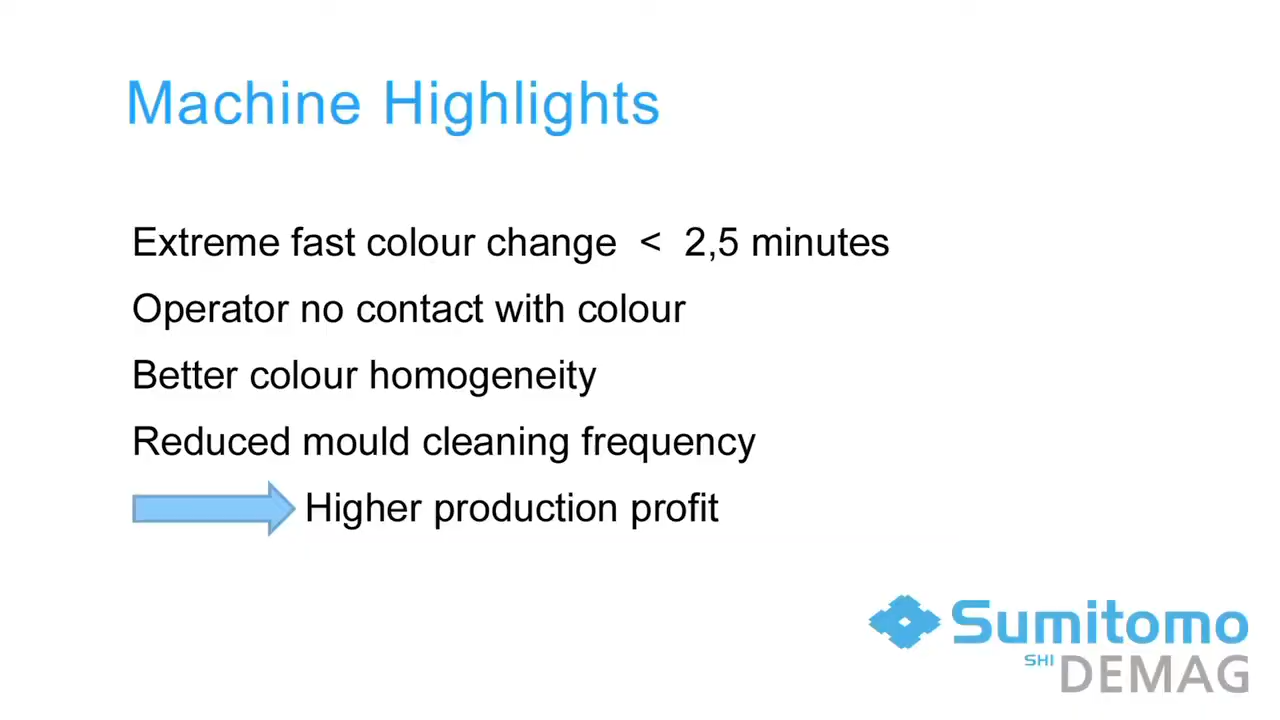 Machine Highlights
Extreme fast colour change < 2,5 minutes
Operator no contact with colour
Better colour homogeneity
Reduced mould cleaning frequency
Higher production profit
Sumitomo
SHI DEMAG